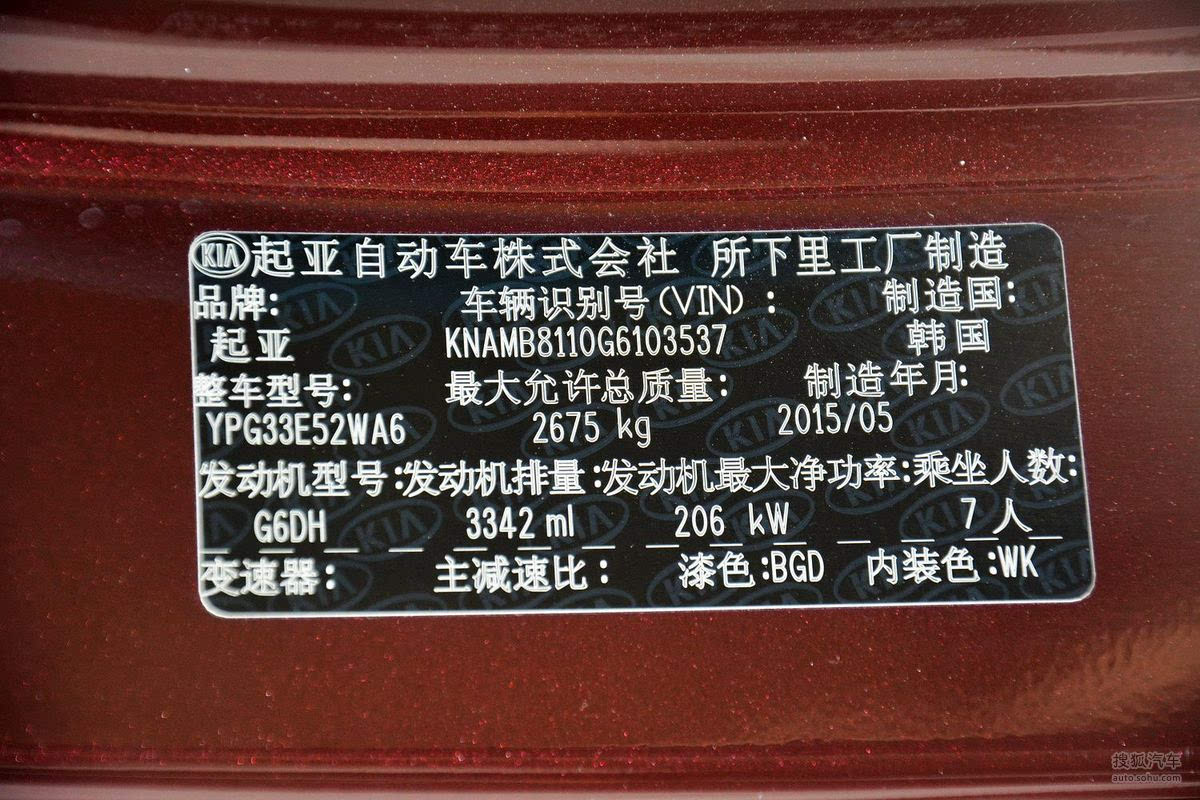 KIA 起亚自动车株式会社 所下里工厂制造
品牌: 车辆识别号(VIN): 制造国:
起亚 KNAMB8110G6103537 韩国
整车型号: 最大允许总质量: 制造年月:
YPG33E52WA6 2675 kg 2015/05
发动机型号:发动机排量:发动机最大净功率:乘坐人数:
G6DH 3342 ml 206 kW 7 人
变速器: 主减速比: 漆色:BGD 内装色:WK
搜狐汽车
auto.sohu.com